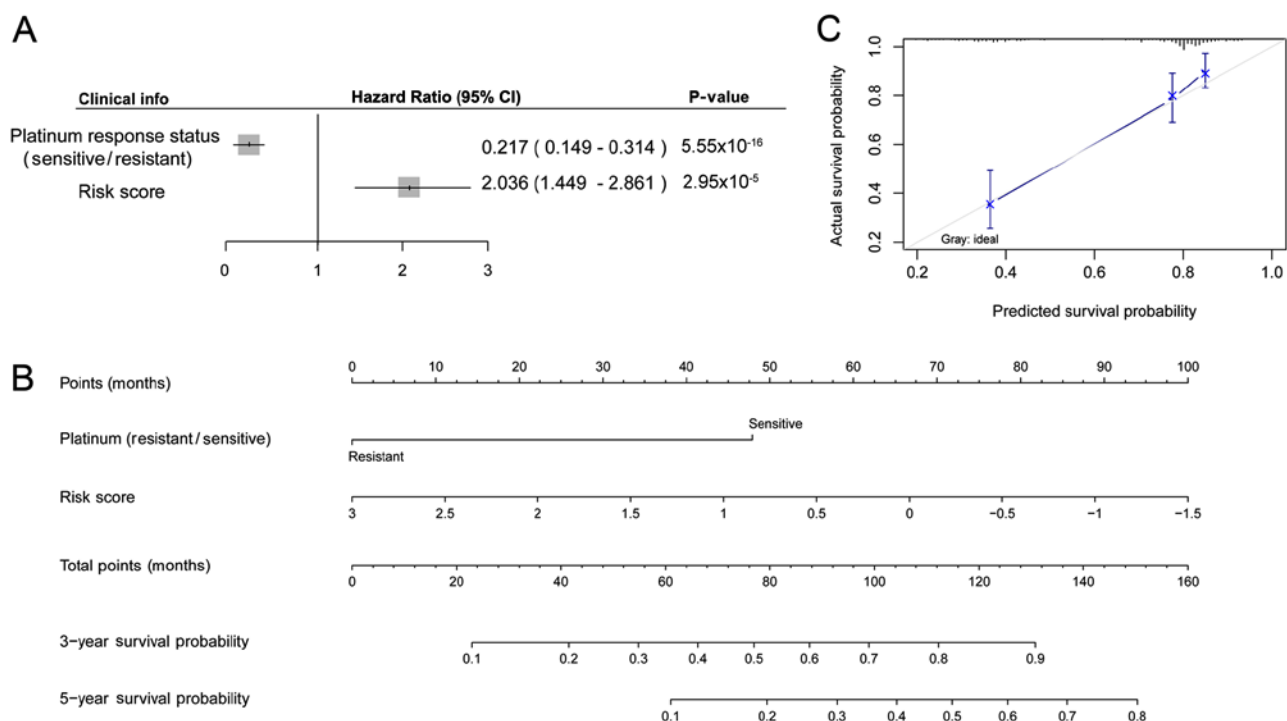 A
Clinical info Hazard Ratio (95% CI) P-value
Platinum response status
(sensitive/resistant)
0.217 ( 0.149 - 0.314 ) 5.55x10-16
Risk score
2.036 (1.449 - 2.861) 2.95x10-5
0 1 2 3
C
Actual survival probability
1.0
0.8
0.6
0.4
0.2
Gray: ideal
0.2 0.4 0.6 0.8 1.0
Predicted survival probability
B
Points (months)
0 10 20 30 40 50 60 70 80 90 100
Platinum (resistant/sensitive)
Sensitive
Resistant
Risk score
3 2.5 2 1.5 1 0.5 0 −0.5 −1 −1.5
Total points (months)
0 20 40 60 80 100 120 140 160
3−year survival probability
0.1 0.2 0.3 0.4 0.5 0.6 0.7 0.8 0.9
5−year survival probability
0.1 0.2 0.3 0.4 0.5 0.6 0.7 0.8